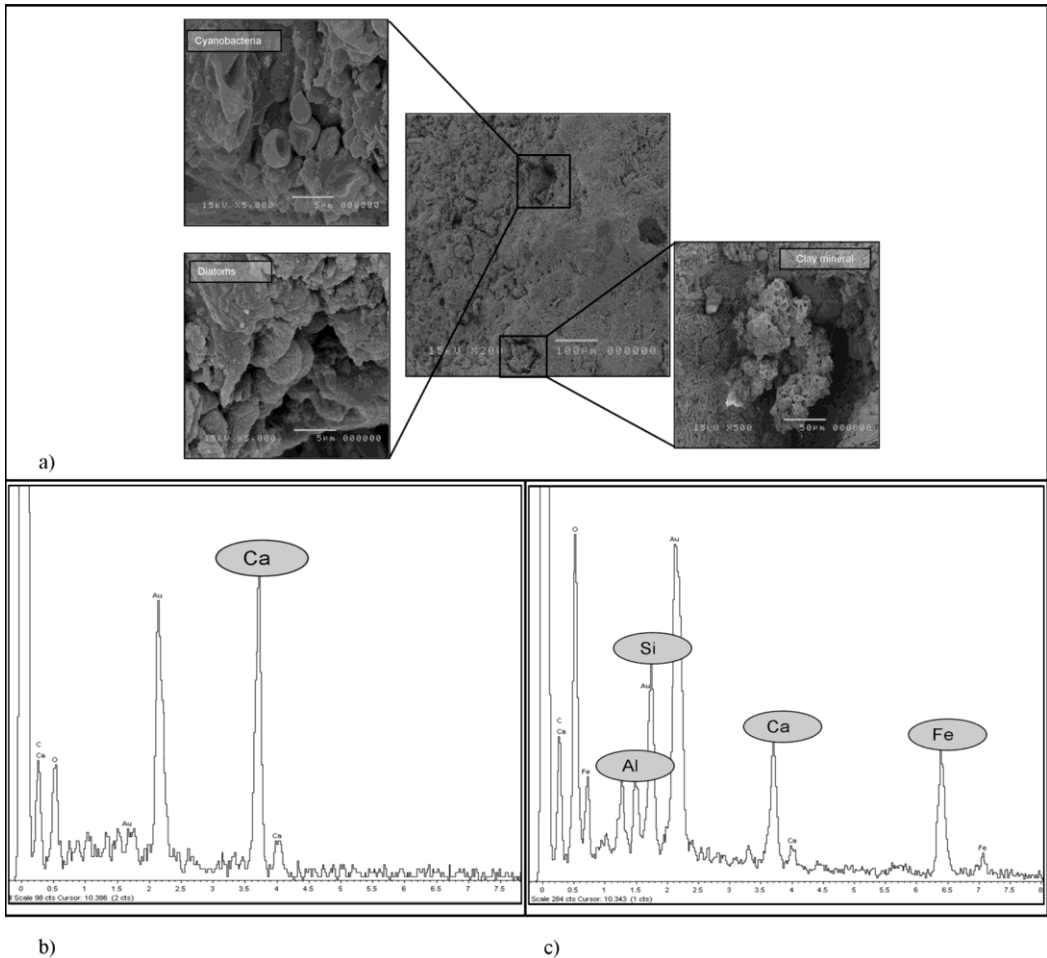 Cyanobacteria
15kV X5,000 5µm 000000
Diatoms
15kV X5,000 5µm 000000
15kV X20 100µm 000000
Clay mineral
15kV X500 50µm 000000
a)
Ca
Au
C
Ca
O
Au
Ca
0 0.5 1 1.5 2 2.5 3 3.5 4 4.5 5 5.5 6 6.5 7 7.5
Scale 98 cts Cursor: 10.386 (2 cts)
O
Au
Si
Au
C
Ca
Fe
Al
Ca
Ca
Fe
Fe
0 0.5 1 1.5 2 2.5 3 3.5 4 4.5 5 5.5 6 6.5 7 7.5 8
Scale 284 cts Cursor: 10.343 (1 cts)
b)
c)